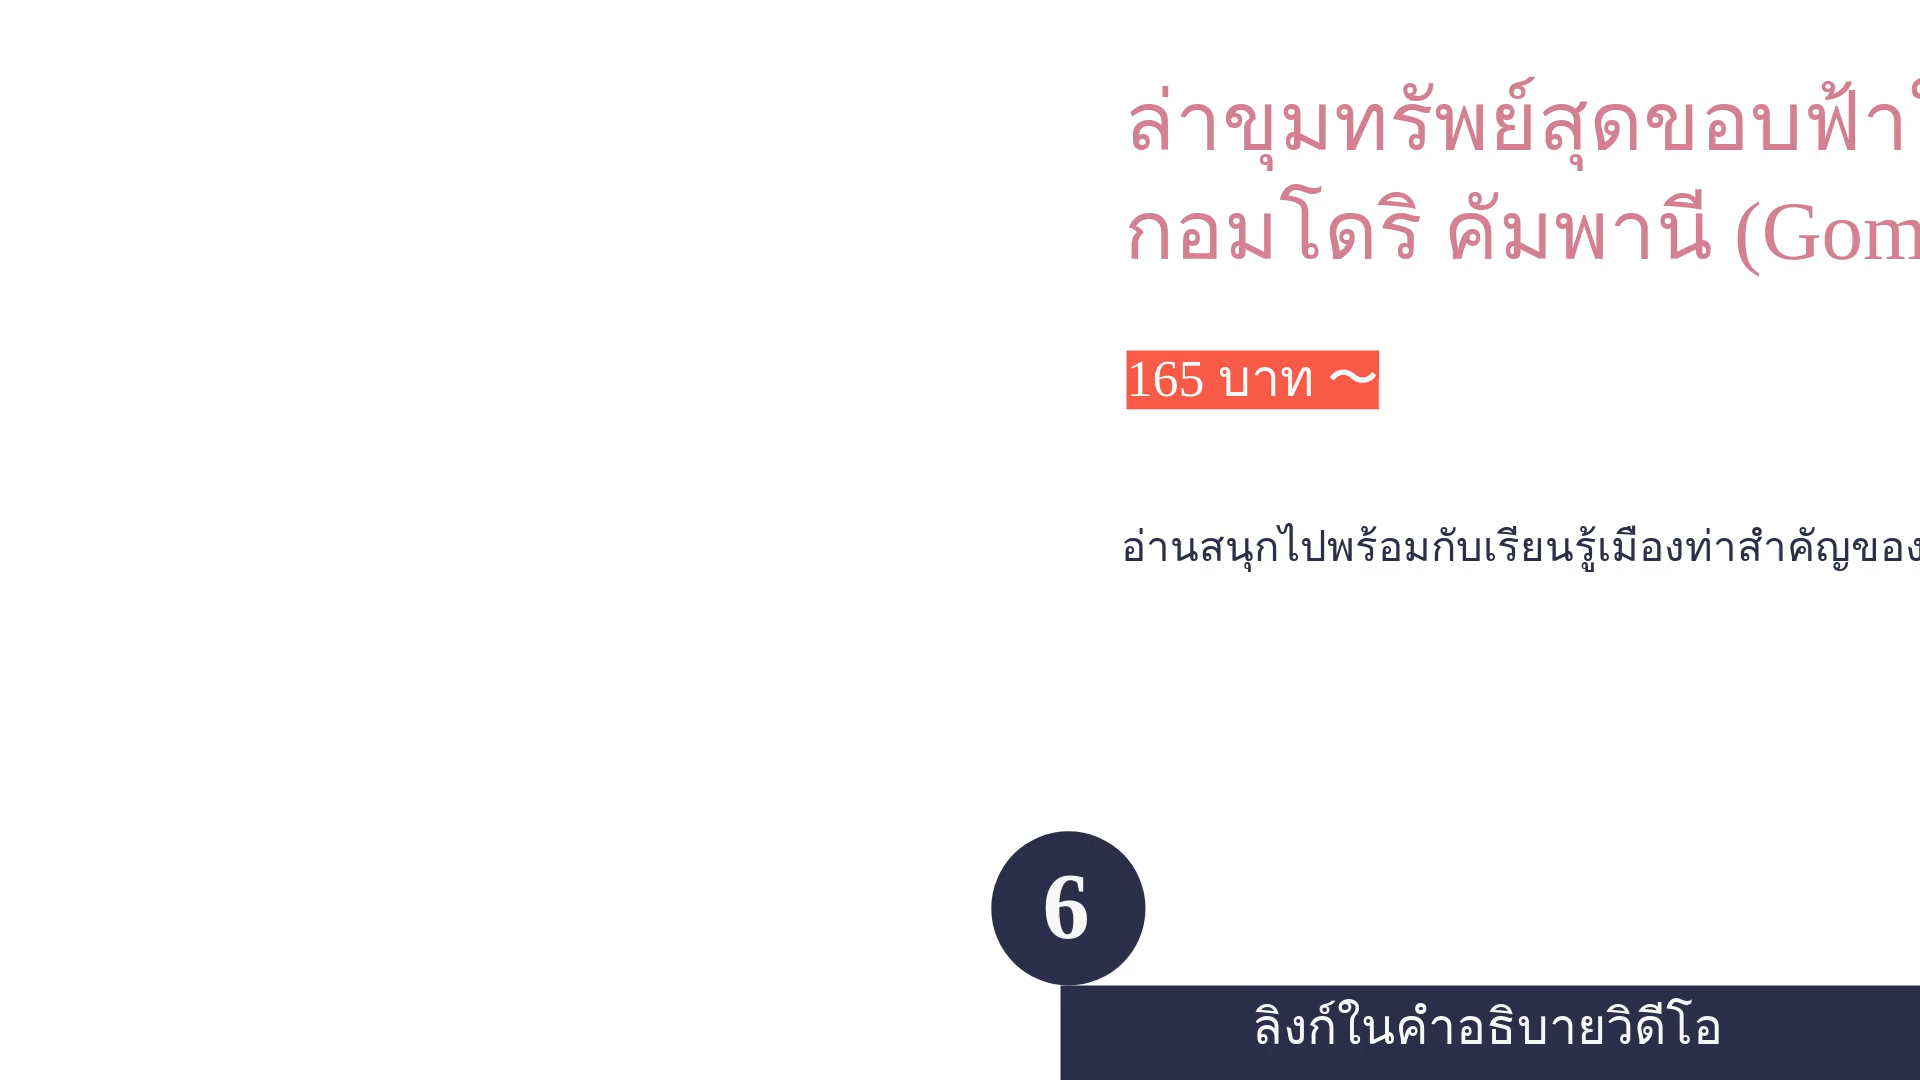 ล่าขุมทรัพย์สุดขอบฟ้า
กอมโดริ คัมพานี (Gom
165 บาท 〜
อ่านสนุกไปพร้อมกับเรียนรู้เมืองท่าสำคัญของ
6
ลิงก์ในคำอธิบายวิดีโอ